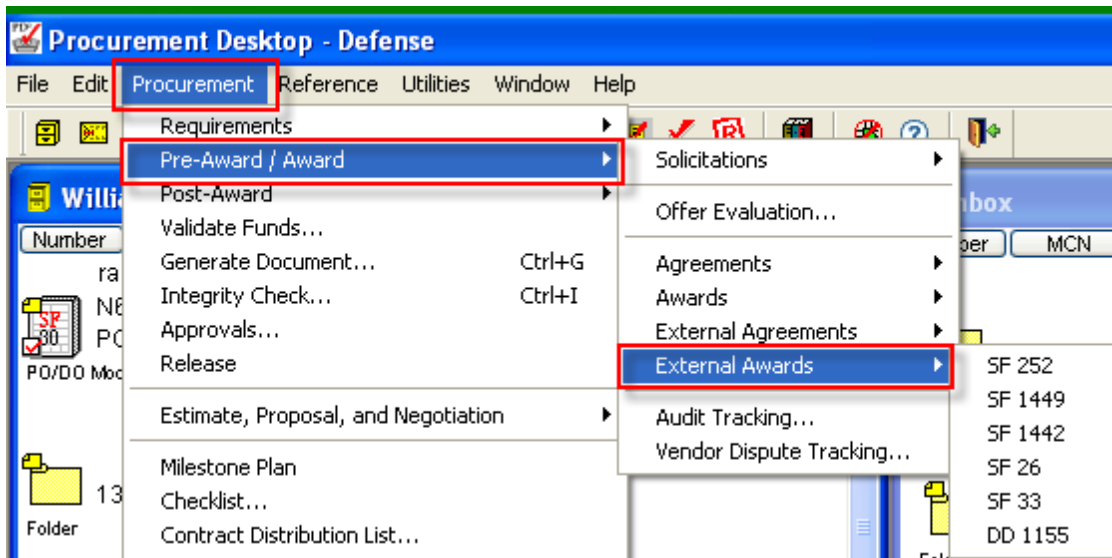 Procurement Desktop - Defense
File Edit Procurement Reference Utilities Window Help
Requirements
Pre-Award / Award
Post-Award
Validate Funds...
Generate Document... Ctrl+G
Integrity Check... Ctrl+I
Approvals...
Release
Estimate, Proposal, and Negotiation
Milestone Plan
Checklist...
Contract Distribution List...
Solicitations
Offer Evaluation...
Agreements
Awards
External Agreements
External Awards
Audit Tracking...
Vendor Dispute Tracking...
SF 252
SF 1449
SF 1442
SF 26
SF 33
DD 1155
Number
SF
30
PO/DO
13
Folder
MCN